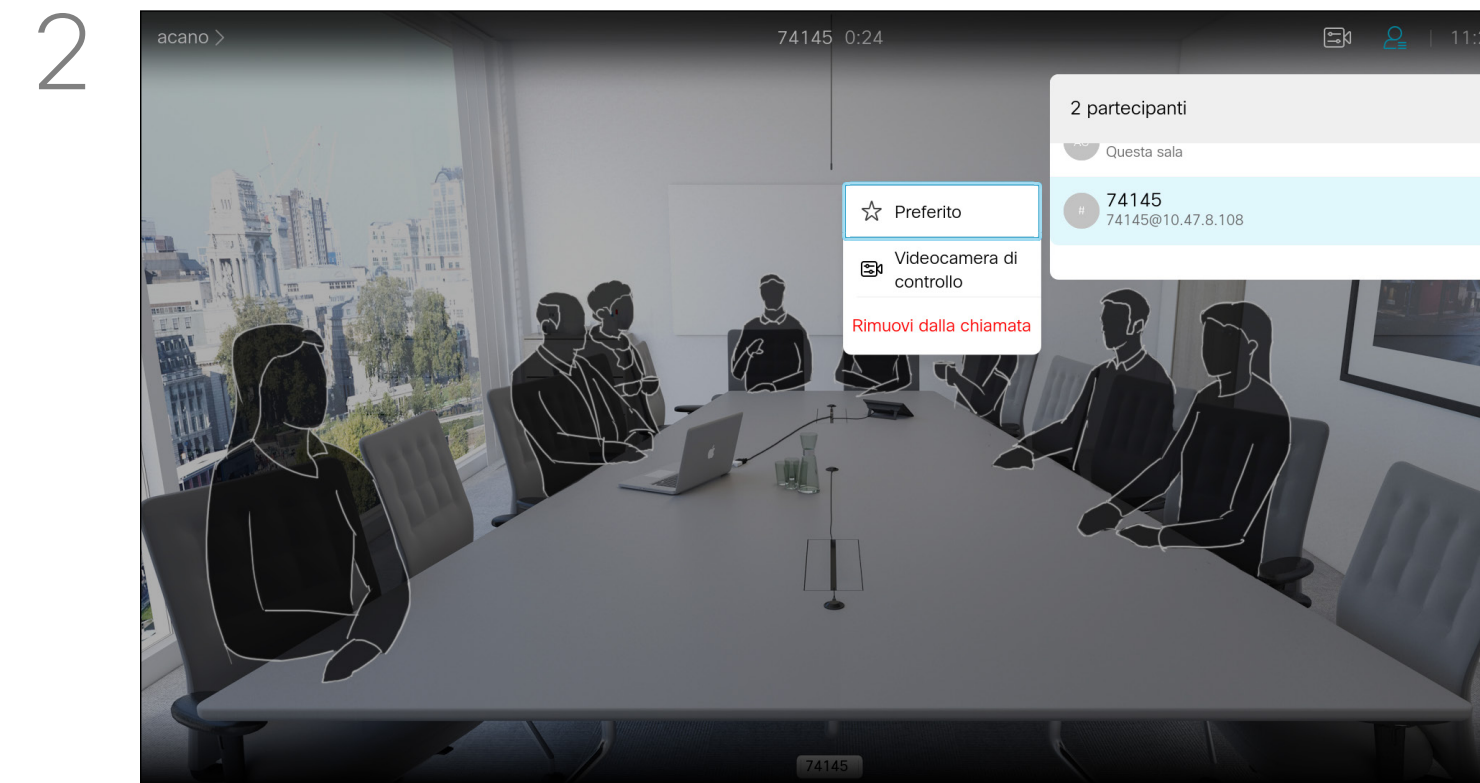 2
acano >
74145 0:24
11:
2 partecipanti
Questa sala
74145
74145@10.47.8.108
#
Preferito
Videocamera di
controllo
Rimuovi dalla chiamata
74145